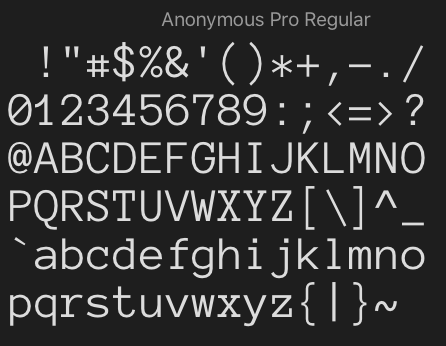 Anonymous Pro Regular
 !"#$%&'()*+,-./
0123456789:;<=>?
@ABCDEFGHIJKLMNO
PQRSTUVWXYZ[\]^_
`abcdefghijklmno
pqrstuvwxyz{|}~